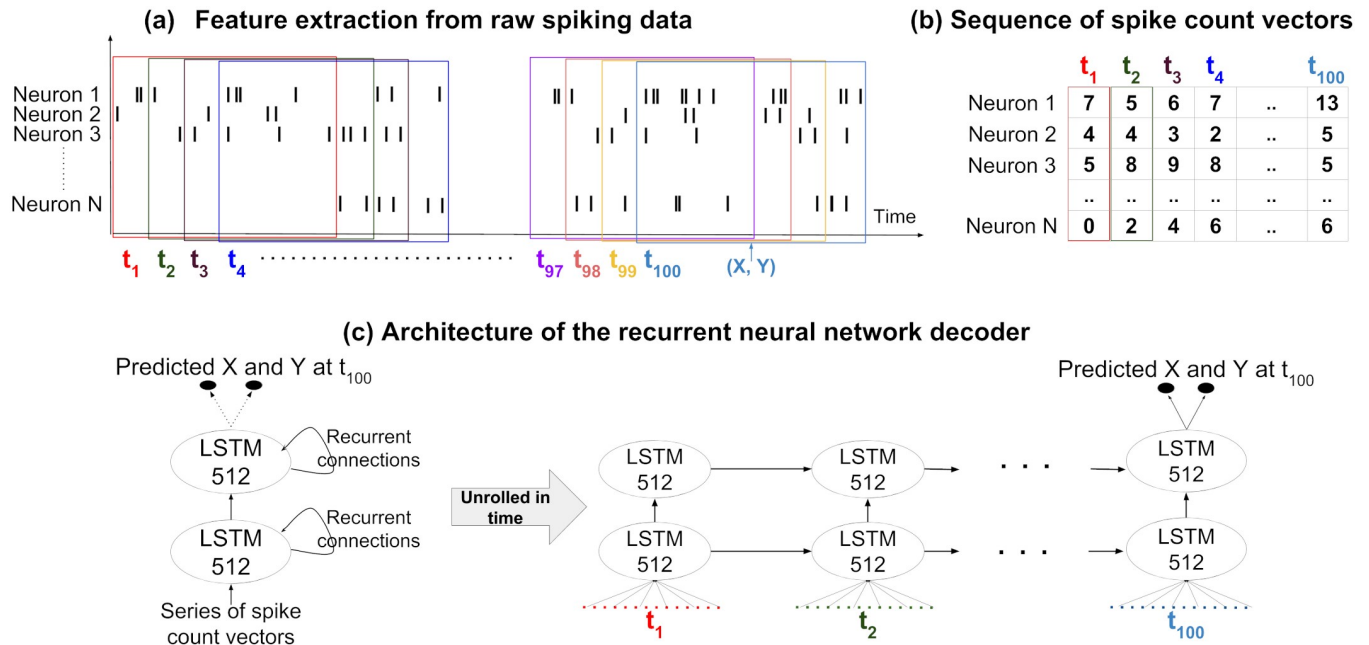 (a) Feature extraction from raw spiking data
Neuron 1
Neuron 2
Neuron 3
Neuron N
Time
t1 t2 t3 t4 t97 t98 t99 t100 (X, Y)
(b) Sequence of spike count vectors
t1 t2 t3 t4 t100
Neuron 1 7 5 6 7 .. 13
Neuron 2 4 4 3 2 .. 5
Neuron 3 5 8 9 8 .. 5
.. .. .. .. .. ..
Neuron N 0 2 4 6 .. 6
(c) Architecture of the recurrent neural network decoder
Predicted X and Y at t100
LSTM
512
Recurrent
connections
LSTM
512
Recurrent
connections
Series of spike
count vectors
Unrolled in
time
Predicted X and Y at t100
LSTM
512
LSTM
512
. . .
LSTM
512
LSTM
512
LSTM
512
. . .
LSTM
512
t1 t2 t100